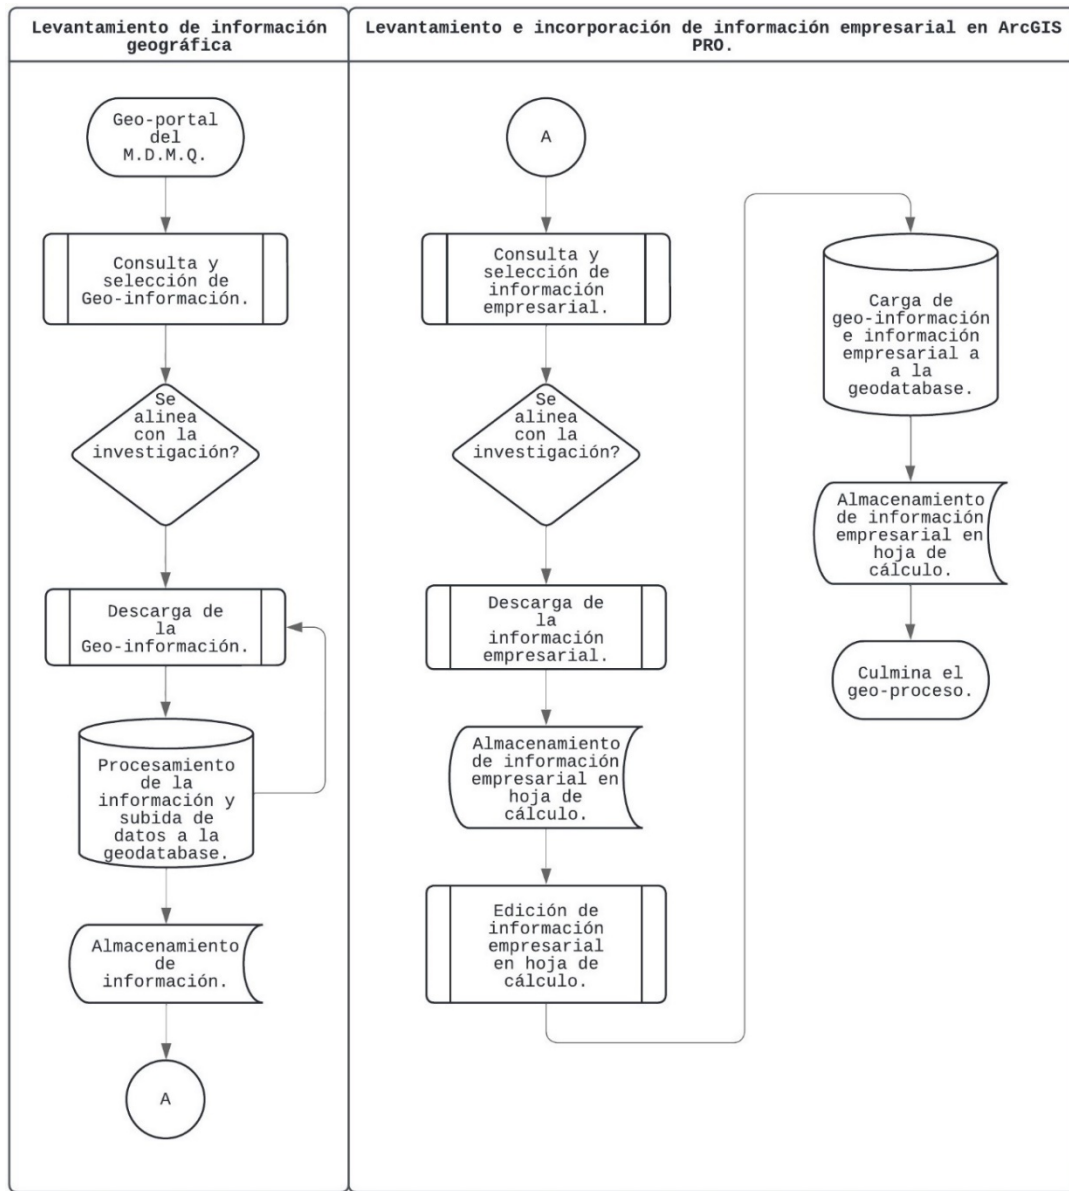 Levantamiento de información
geográfica
Geo-portal
del
M.D.M.Q.
Consulta y
selección de
Geo-información.
Se
alinea
con la
investigación?
Descarga de
la
Geo-información.
Procesamiento
de la
información y
subida de
datos a la
geodatabase.
Almacenamiento
de
información.
A
Levantamiento e incorporación de información empresarial en ArcGIS
PRO.
A
Consulta y
selección de
información
empresarial.
Se
alinea
con la
investigación?
Descarga de
la
información
empresarial.
Almacenamiento
de información
empresarial en
hoja de
cálculo.
Edición de
información
empresarial
en hoja de
cálculo.
Carga de
geo-información
e información
empresarial a
a la
geodatabase.
Almacenamiento
de información
empresarial en
hoja de
cálculo.
Culmina el
geo-proceso.